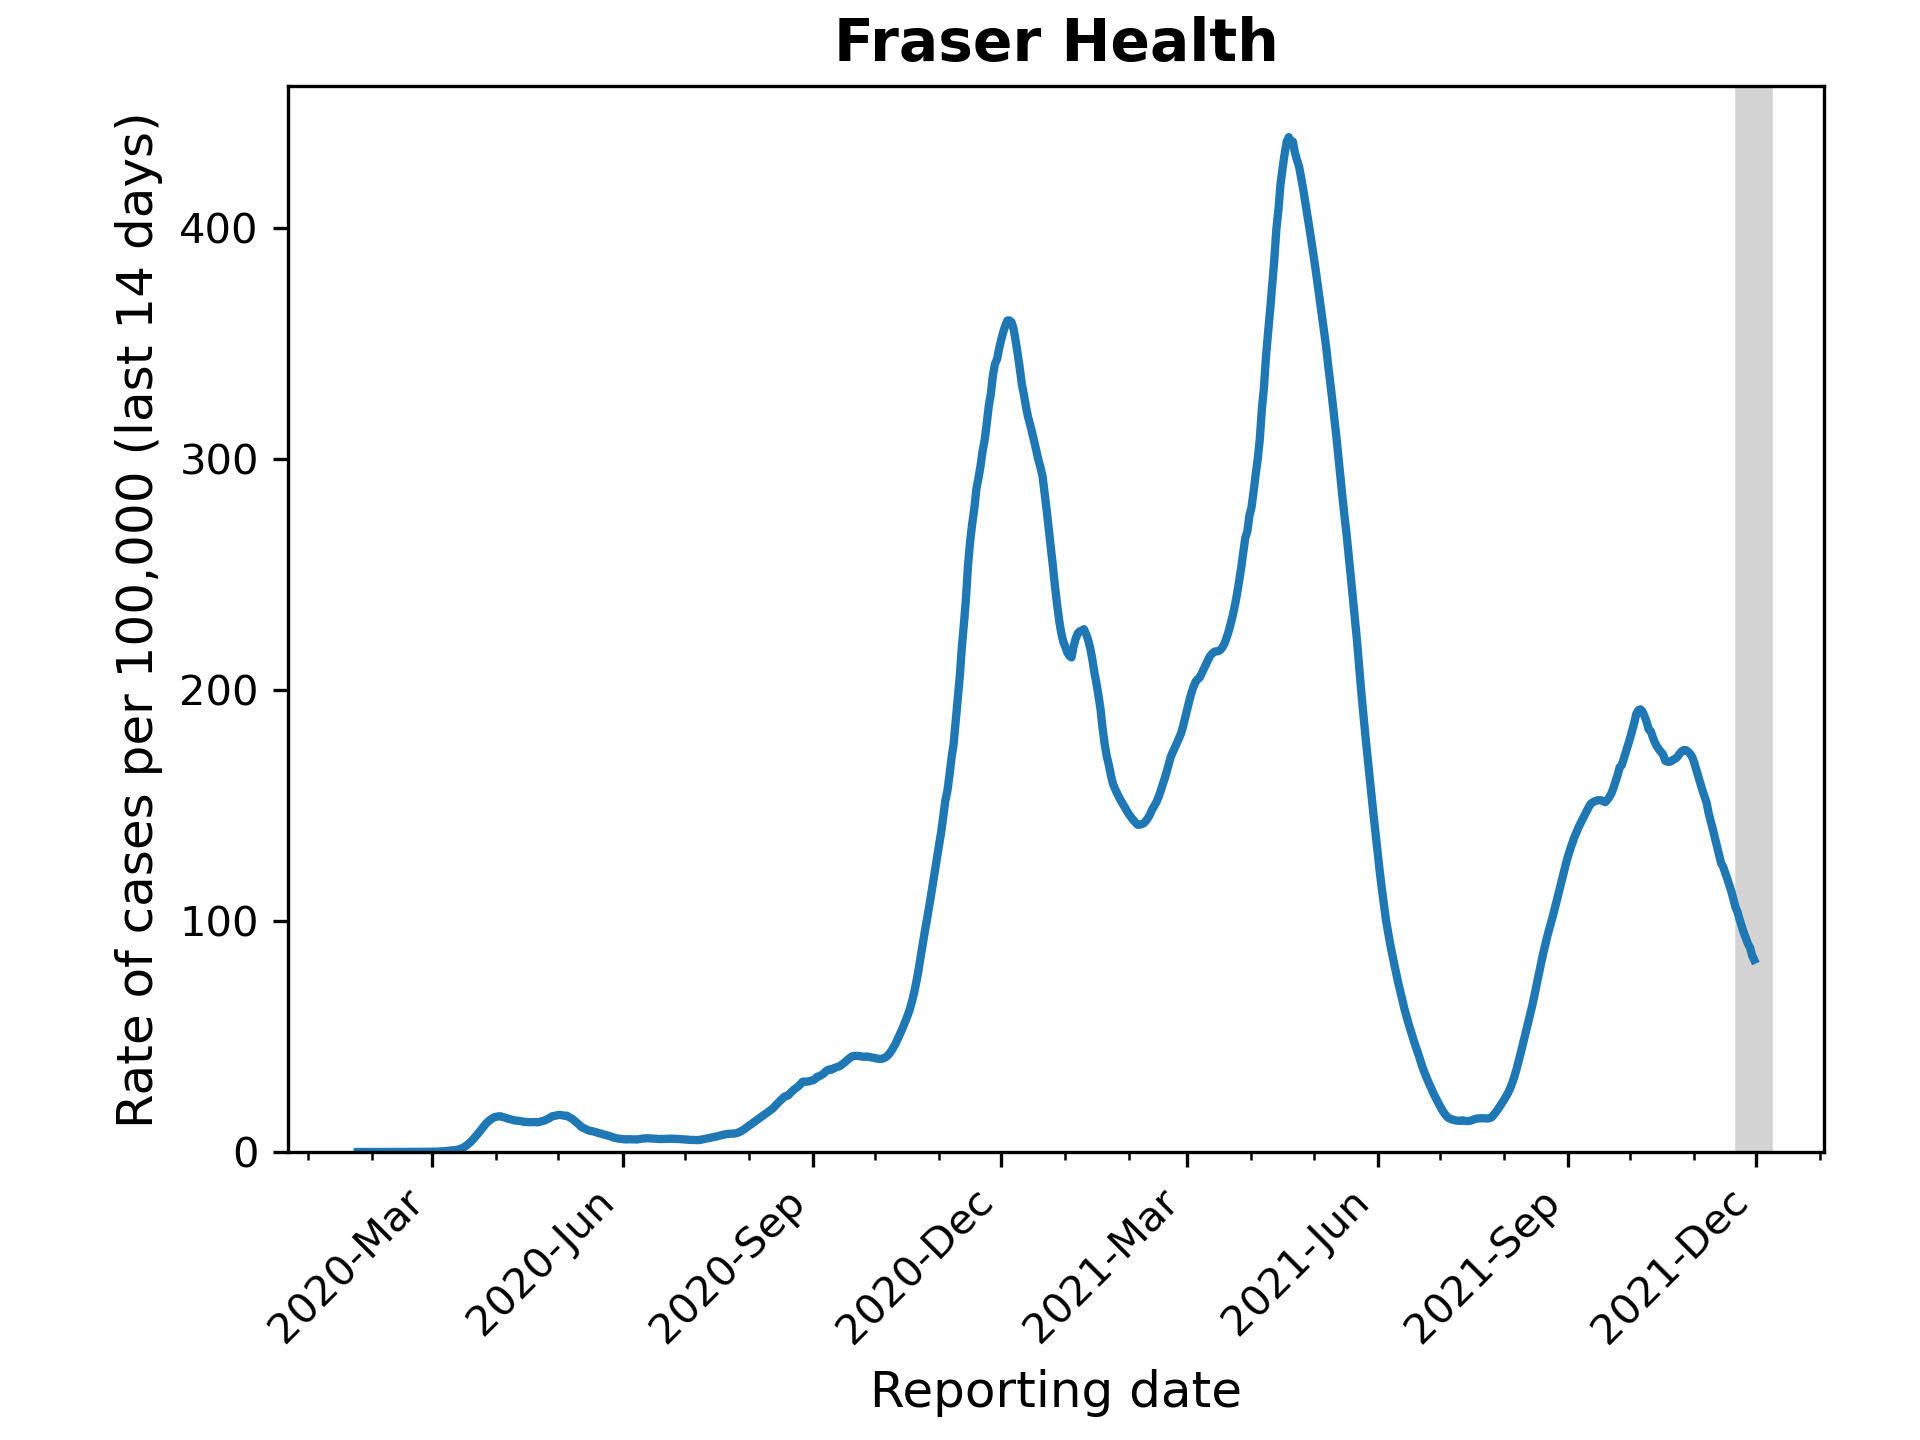 Fraser Health
Rate of cases per 100,000 (last 14 days)
400
300
200
100
0
2020-Mar
2020-Jun
2020-Sep
2020-Dec
2021-Mar
2021-Jun
2021-Sep
2021-Dec
Reporting date